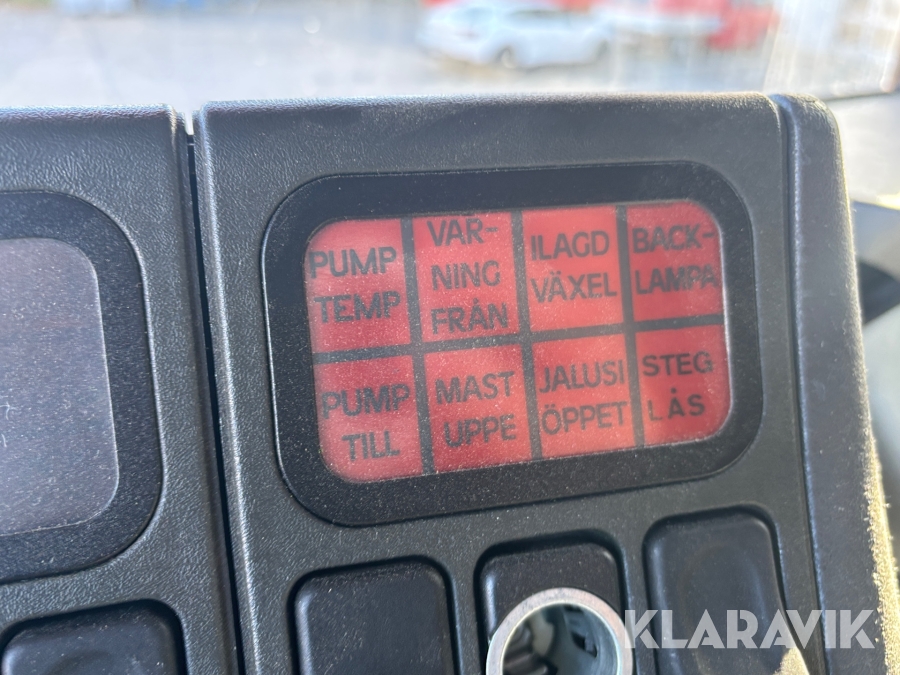 PUMP
TEMP
VAR-
NING
FRÅN
ILAGD
VÄXEL
BACK-
LAMPA
PUMP
TILL
MAST
UPPE
JALUSI
ÖPPET
STEG
LÅS
KLARAVIK